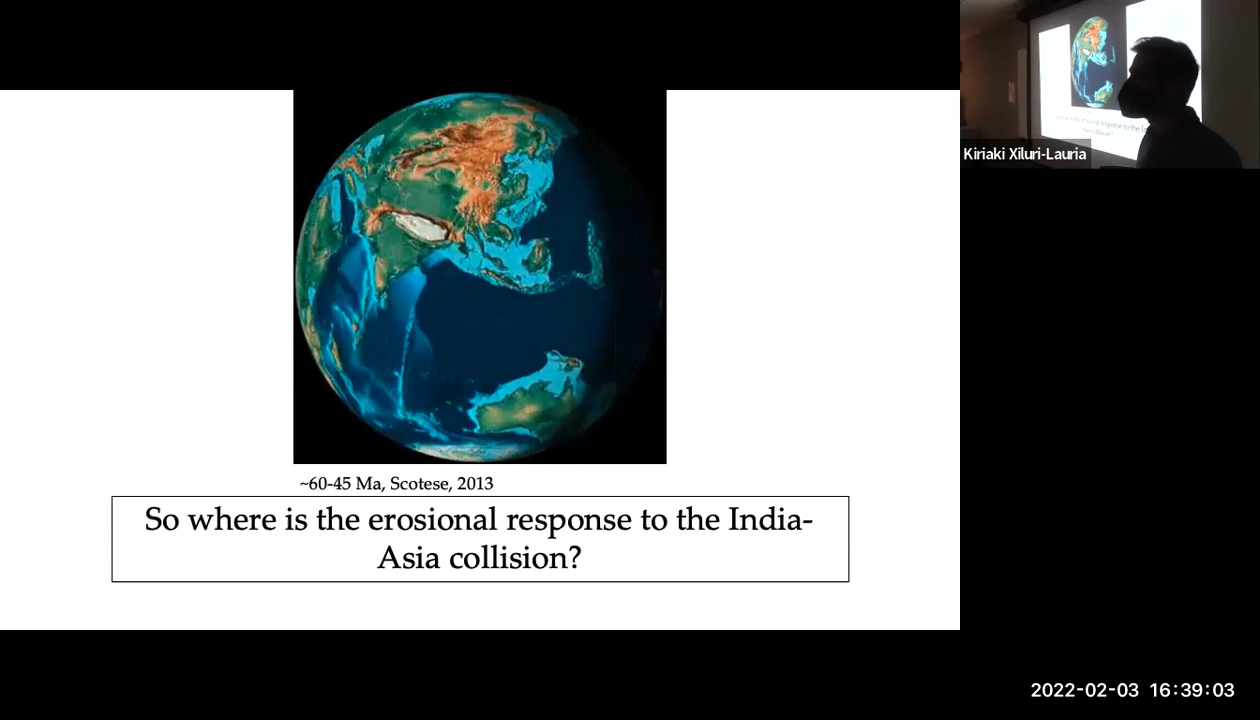 Kiriaki Xiluri-Lauria
~60-45 Ma, Scotese, 2013
So where is the erosional response to the India-
Asia collision?
2022-02-03 16:39:03